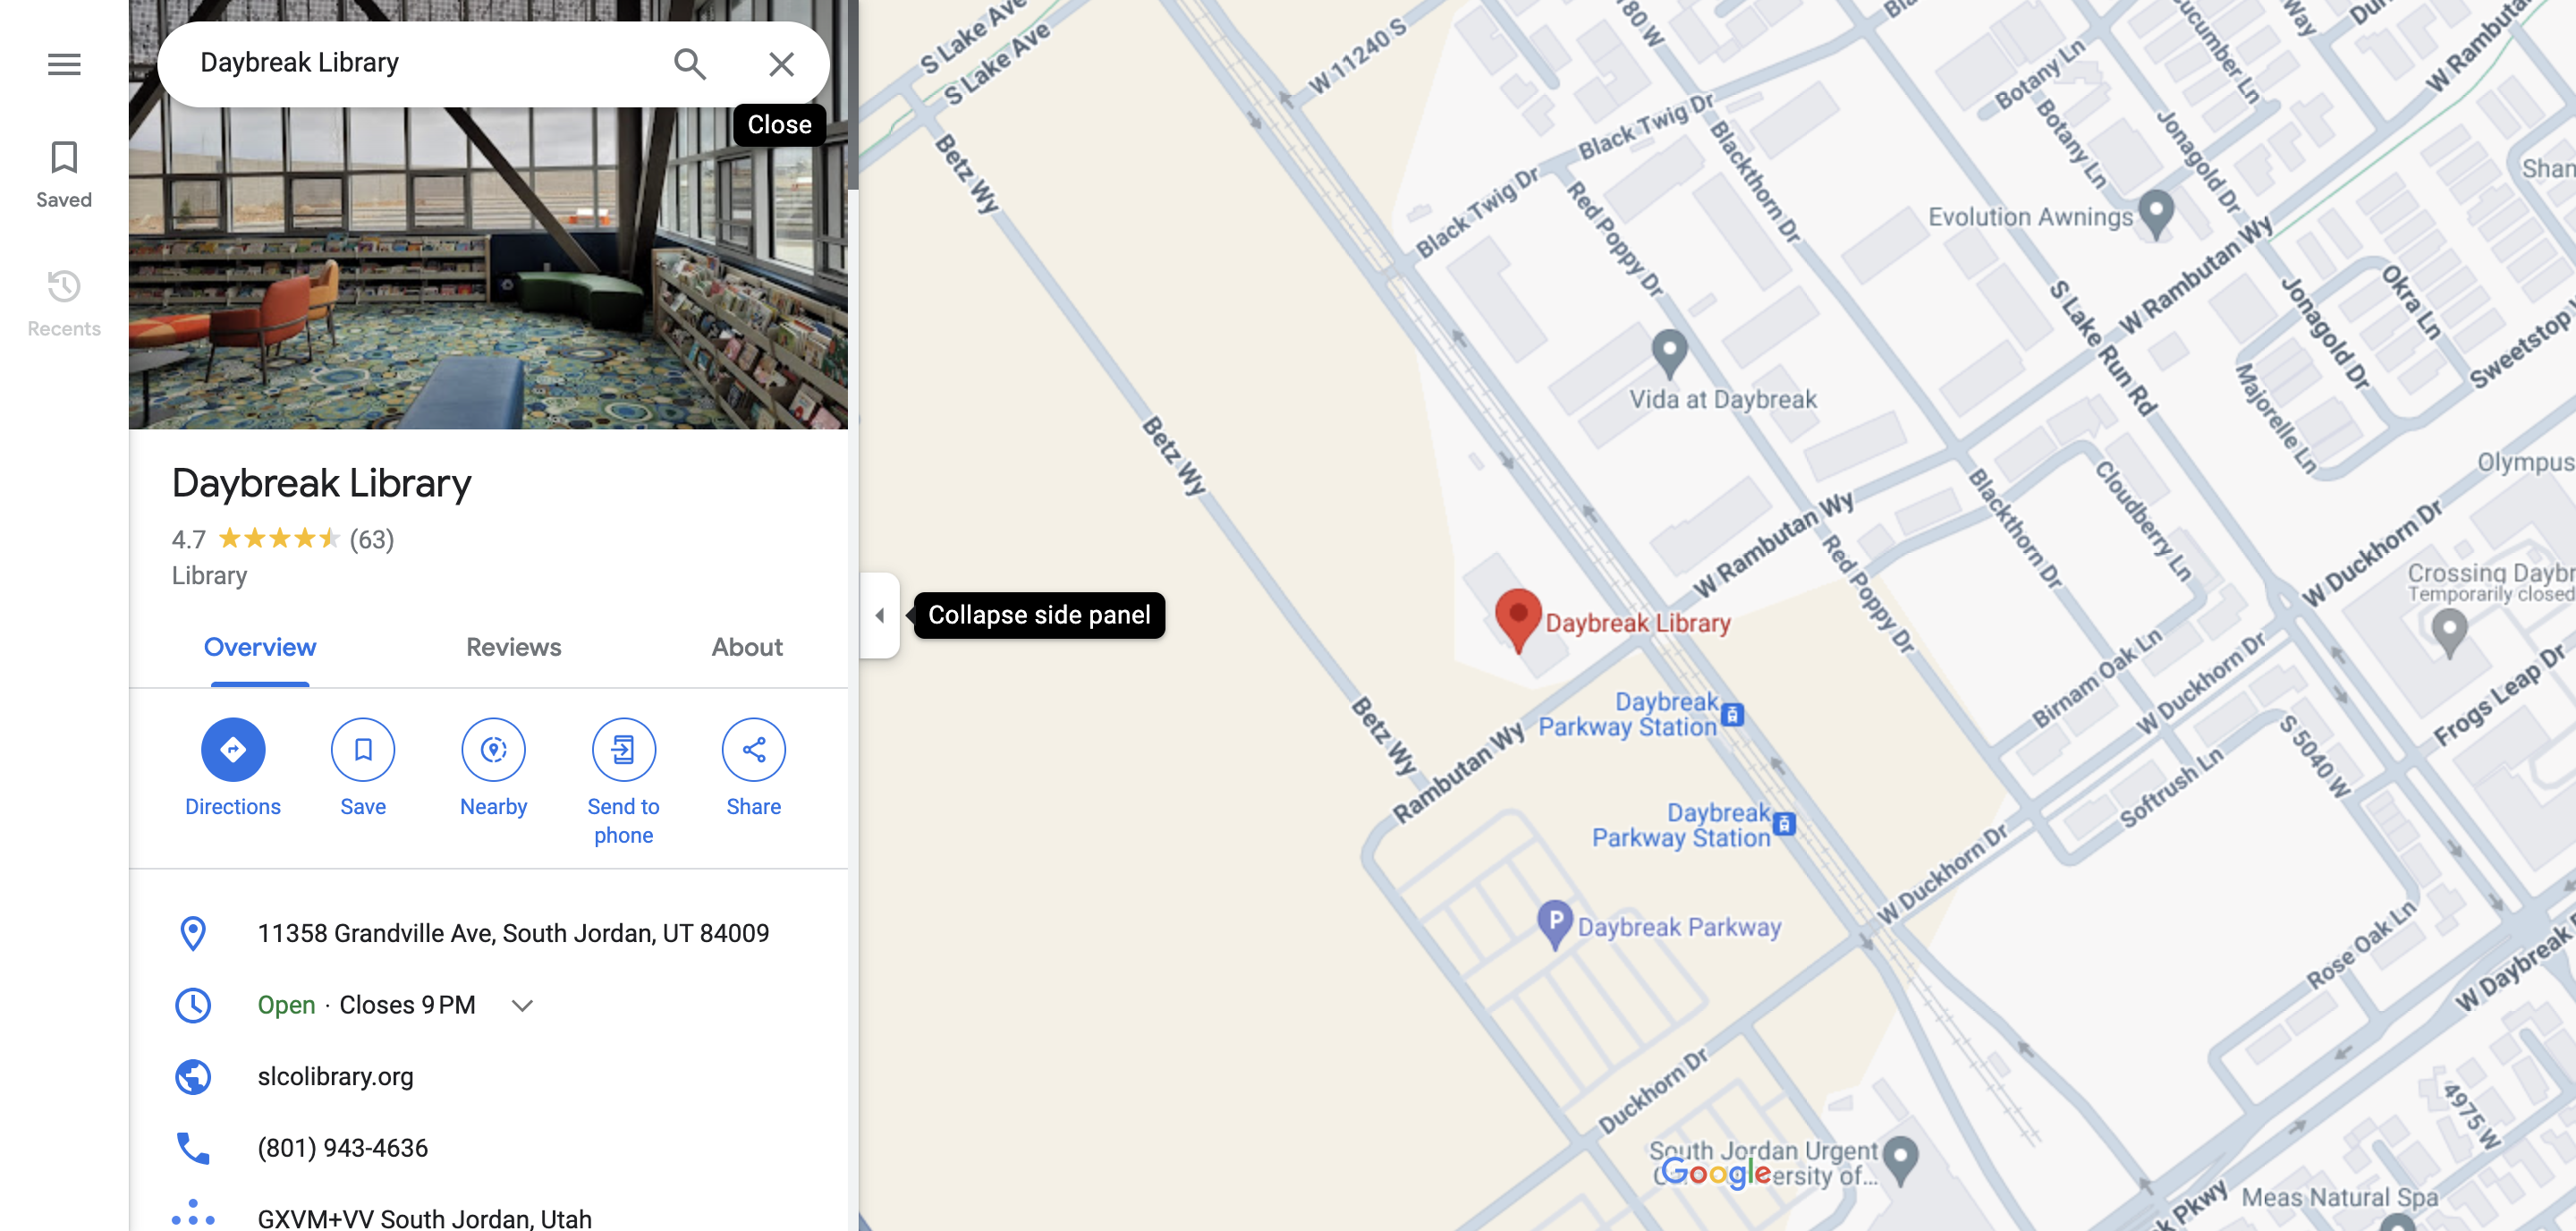 Daybreak Library
Close
Saved
Recents
Daybreak Library
4.7 (63)
Library
Overview
Reviews
About
Directions
Save
Nearby
Send to
phone
Share
11358 Grandville Ave, South Jordan, UT 84009
Open · Closes 9 PM
slcolibrary.org
(801) 943-4636
GXVM+VV South Jordan, Utah
Collapse side panel
S Lake Ave
S Lake Ave
W 11240 S
Betz Wy
Betz Wy
Betz Wy
Black Twig Dr
Black Twig Dr
Red Poppy Dr
Blackthorn Dr
Botany Ln
Botany Ln
Jonagold Dr
W Rambutan Wy
Evolution Awnings
Vida at Daybreak
S Lake Run Rd
Jonagold Dr
Okra Ln
Majorelle Ln
Sweetstop
Olympus
W Rambutan Wy
Red Poppy Dr
Blackthorn Dr
Cloudberry Ln
W Duckhorn Dr
Crossing Daybr
Temporarily closed
Frogs Leap Dr
Daybreak Library
Daybreak
Parkway Station
Daybreak
Parkway Station
Rambutan Wy
Birnam Oak Ln
W Duckhorn Dr
Softrush Ln
S 5040 W
W Duckhorn Dr
P
Daybreak Parkway
Rose Oak Ln
W Daybreak
Duckhorn Dr
4975 W
South Jordan Urgent
ersity of...
Google
Pkwy
Meas Natural Spa